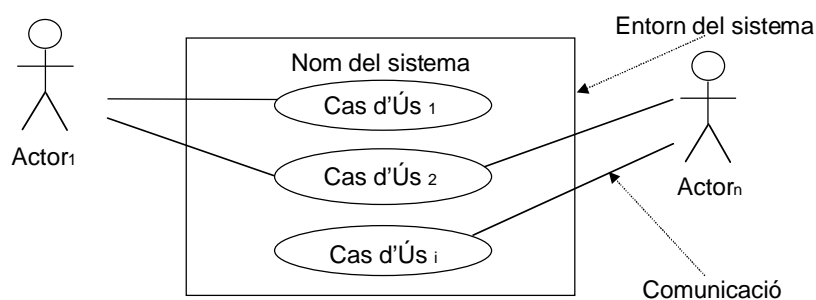 Entorn del sistema
Nom del sistema
Cas d'Ús 1
Actor1
Cas d'Ús 2
Actorn
Cas d'Ús i
Comunicació